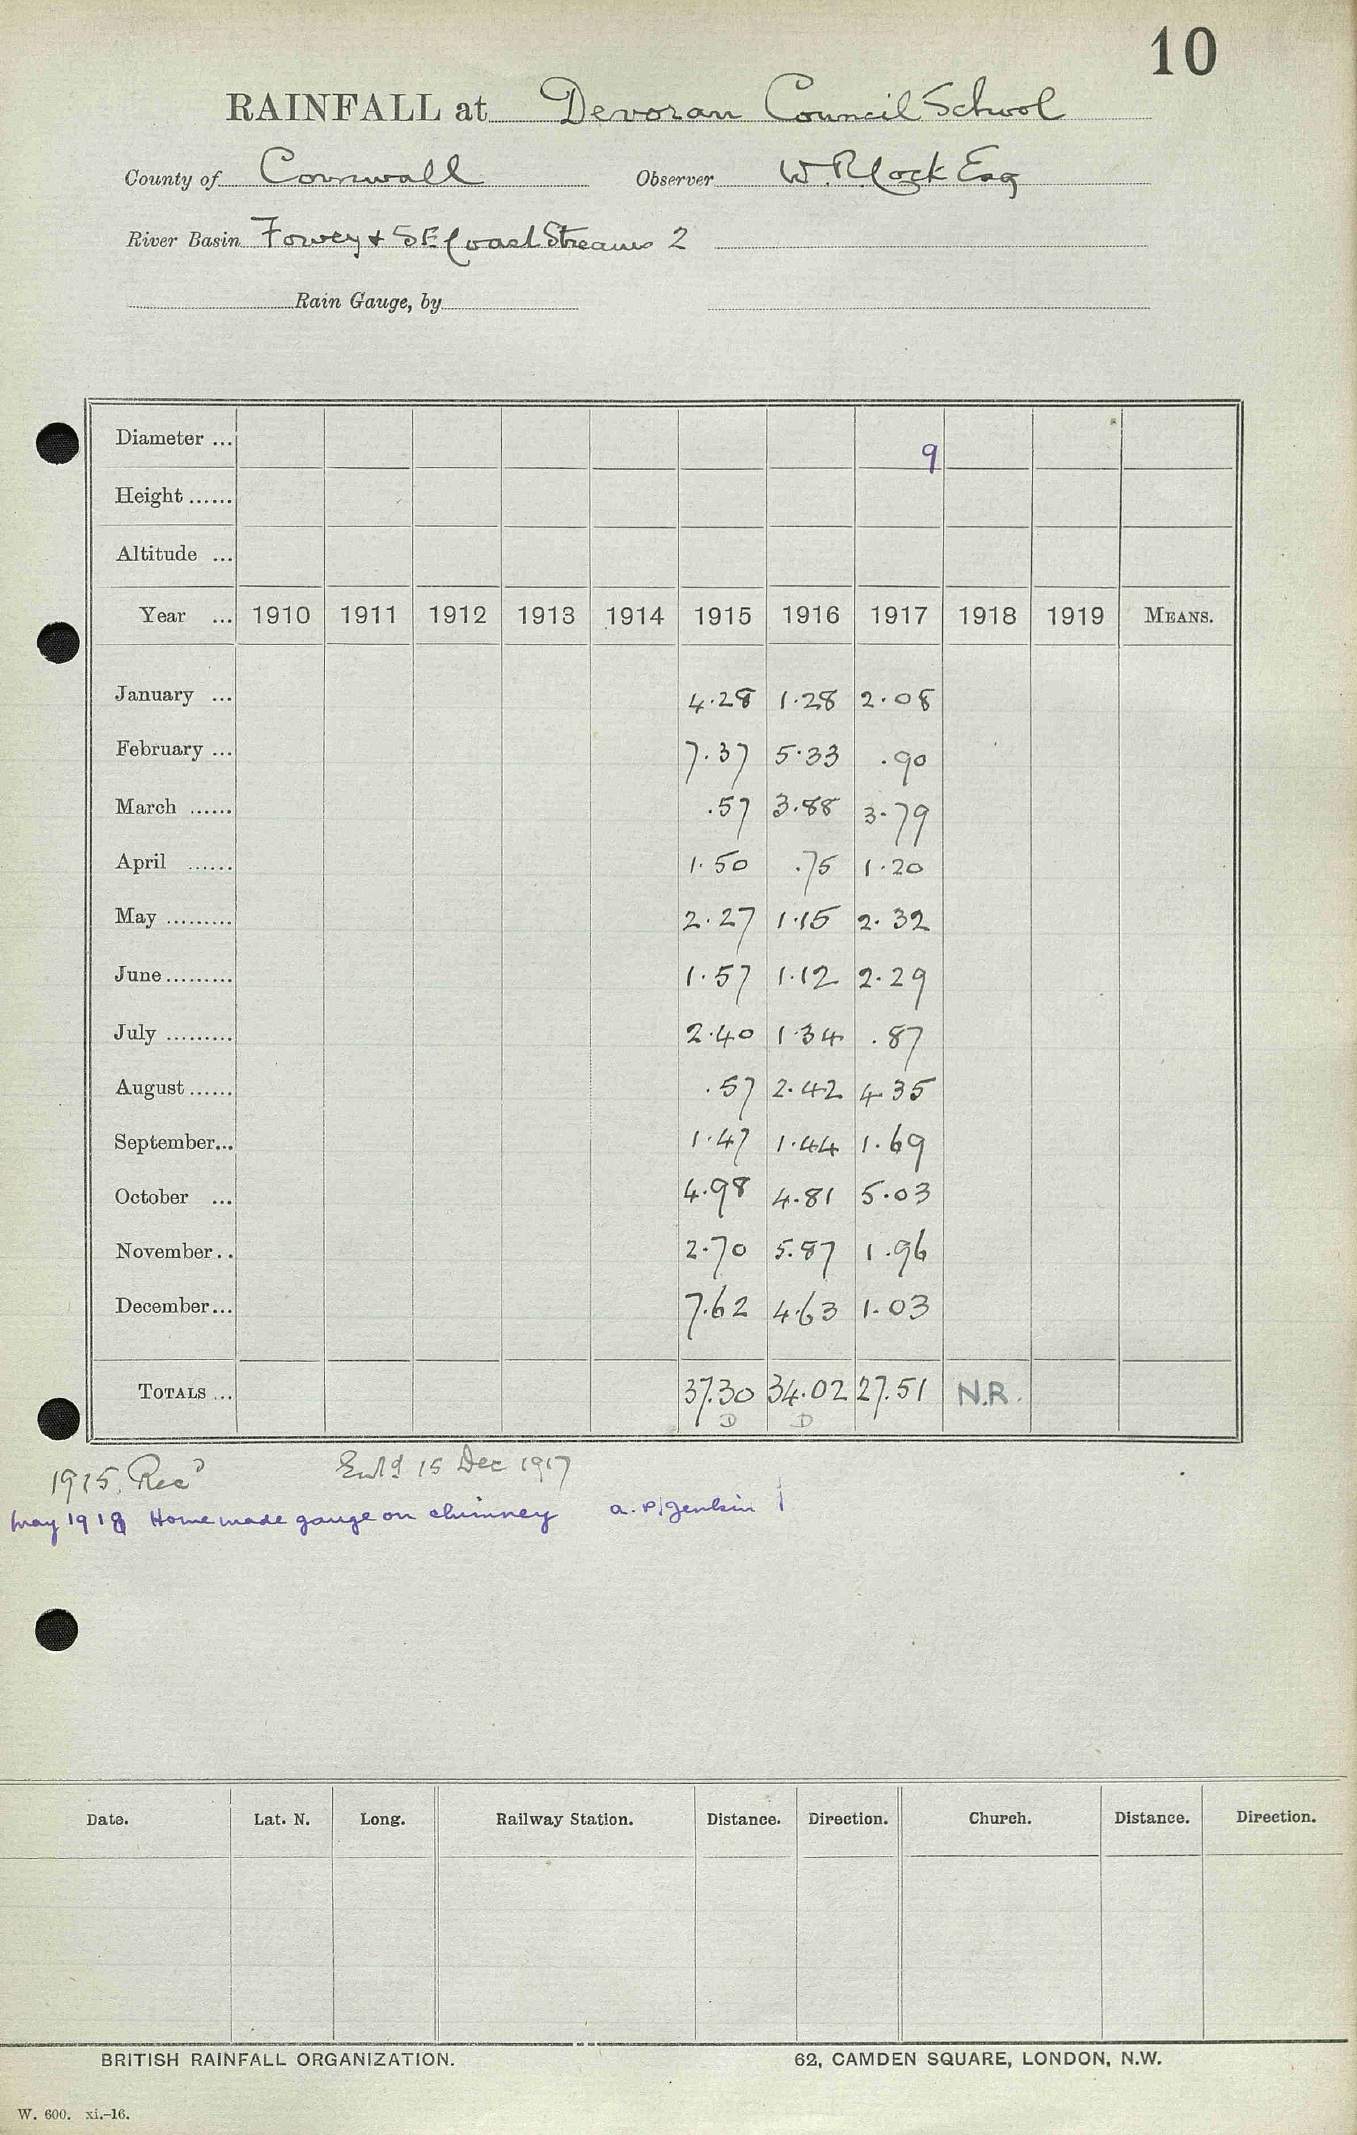 10
RAINFALL at Devoran Council School
County of Cornwall Observer W. R. Cock Esq
River Basin Fowey & SE Coast Streams 2
Rain Gauge, by
Diameter ... 9
Height ......
Altitude ...
Year ... 1910 1911 1912 1913 1914 1915 1916 1917 1918 1919 MEANS.
January ... 4.28 1.28 2.08
February ... 7.37 5.33 .90
March ...... .57 3.88 3.79
April ...... 1.50 .75 1.20
May ......... 2.27 1.15 2.32
June ......... 1.57 1.12 2.29
July ......... 2.40 1.34 .87
August ...... .57 2.42 4.35
September... 1.47 1.44 1.69
October ... 4.98 4.81 5.03
November.. 2.70 5.87 1.96
December... 7.62 4.63 1.03
TOTALS ... 37.30 34.02 27.51 N.R.
D D
1915 Recd Entd 15 Dec 1917
May 1918 Home made gauge on chimney a. P. Jenkin
Date. Lat. N. Long. Railway Station. Distance. Direction. Church. Distance. Direction.
BRITISH RAINFALL ORGANIZATION. 62, CAMDEN SQUARE, LONDON, N.W.
W. 600. xi.-16.